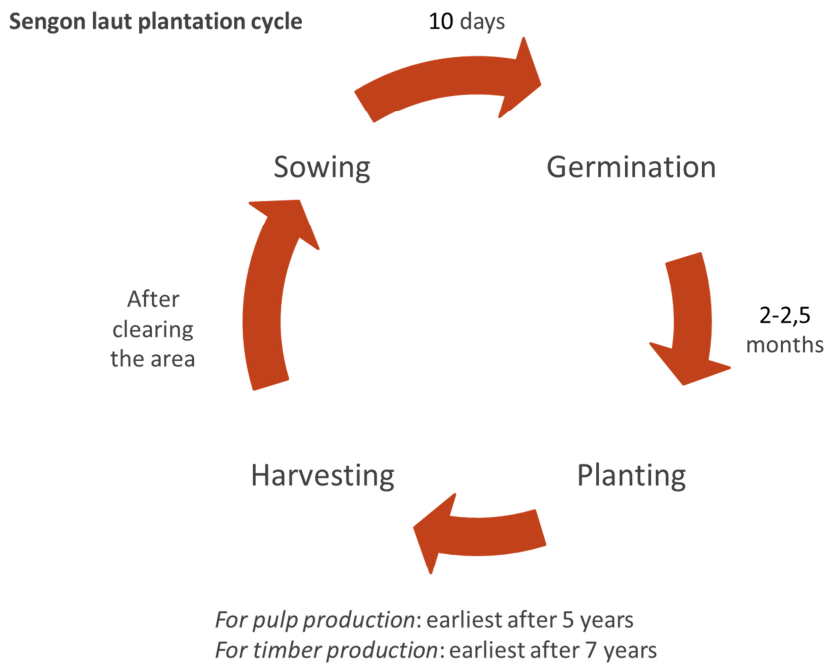 Sengon laut plantation cycle
10 days
Sowing
Germination
After
clearing
the area
2-2,5
months
Harvesting
Planting
For pulp production: earliest after 5 years
For timber production: earliest after 7 years